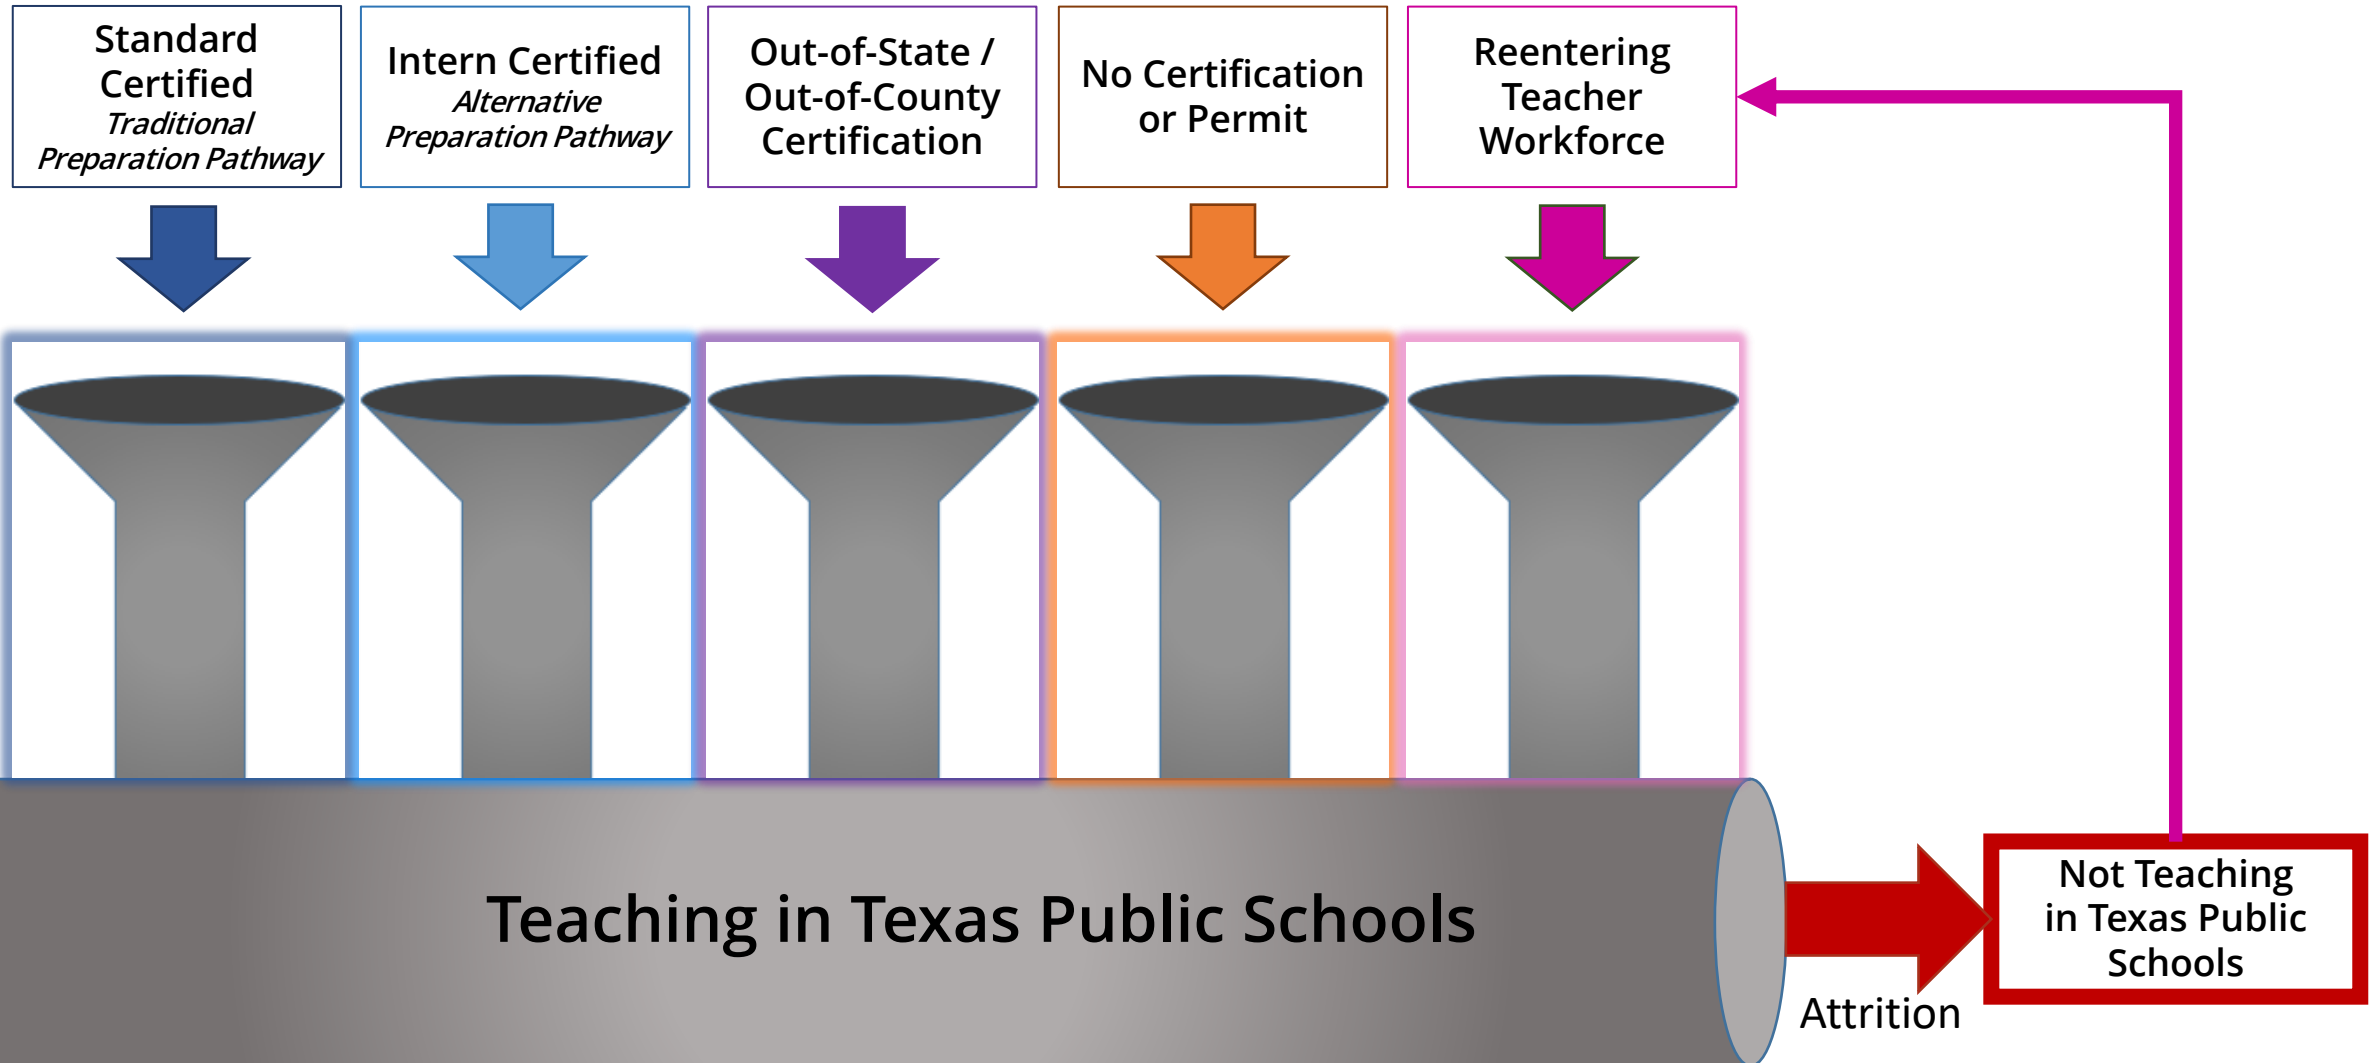 Standard
Certified
Traditional
Preparation Pathway
Intern Certified
Alternative
Preparation Pathway
Out-of-State /
Out-of-County
Certification
No Certification
or Permit
Reentering
Teacher
Workforce
Teaching in Texas Public Schools
Attrition
Not Teaching
in Texas Public
Schools